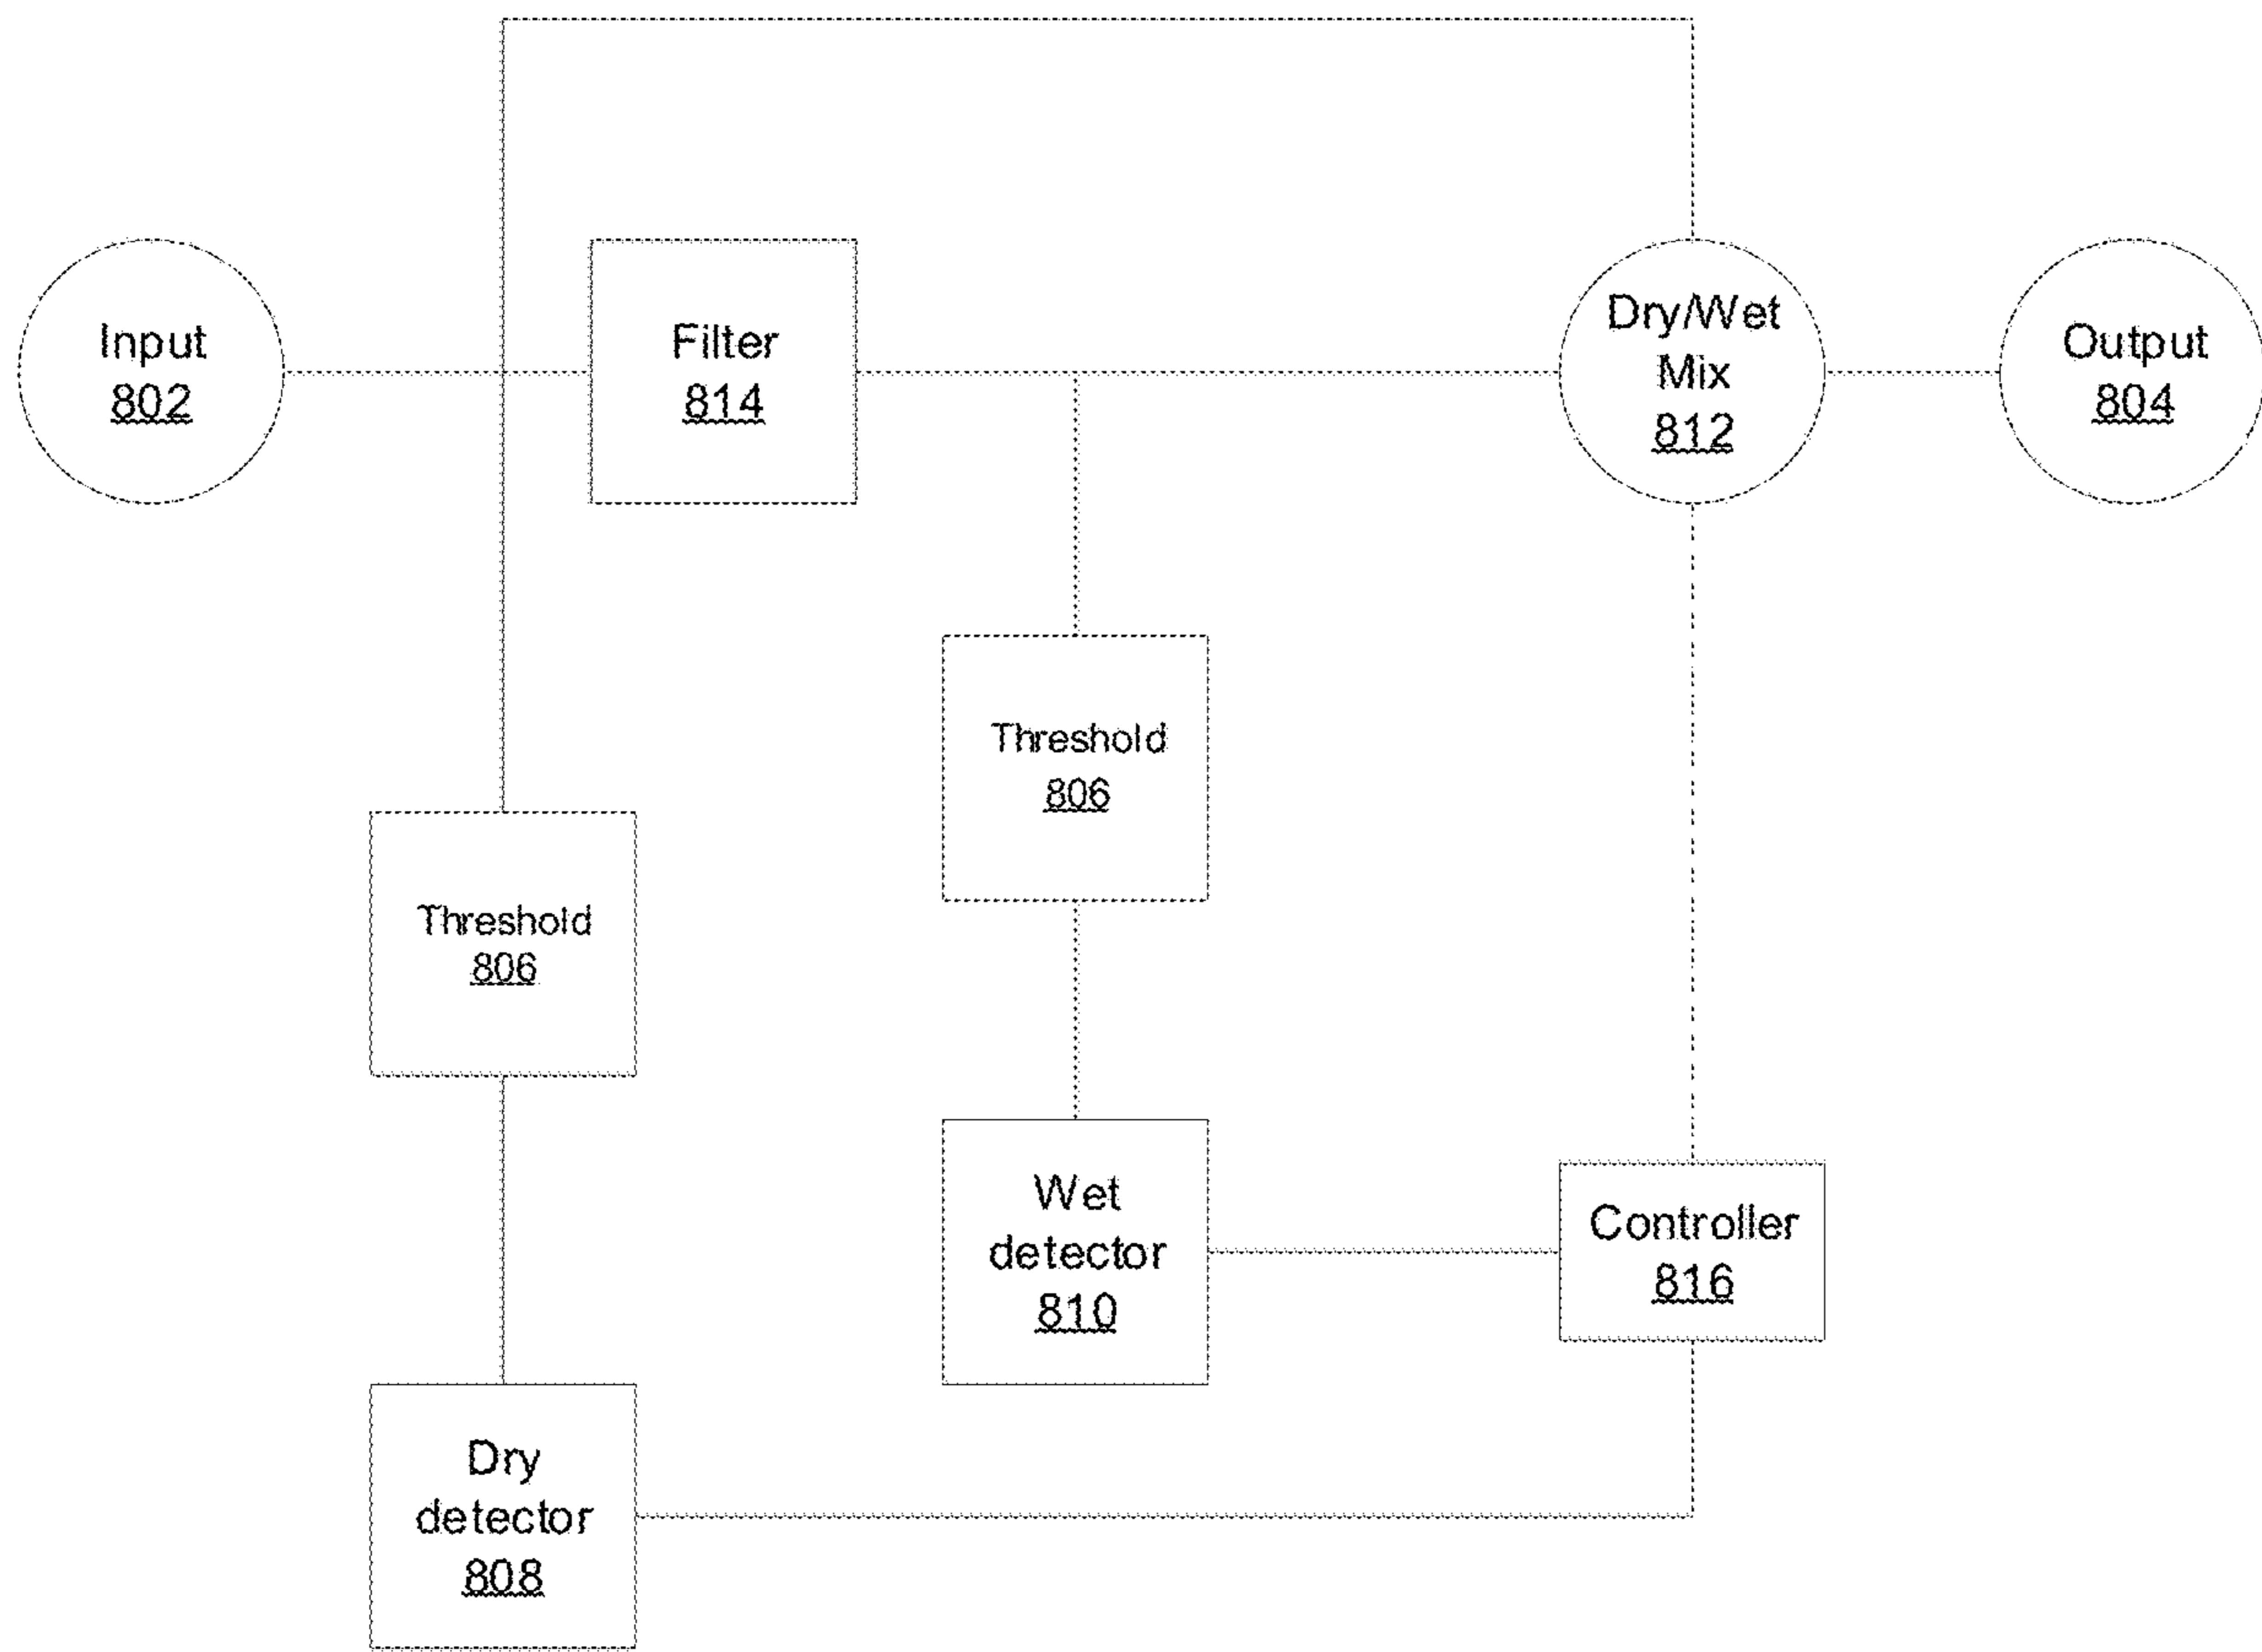 Input
802
Filter
814
Dry/Wet
Mix
812
Output
804
Threshold
806
Threshold
806
Wet
detector
810
Controller
816
Dry
detector
808